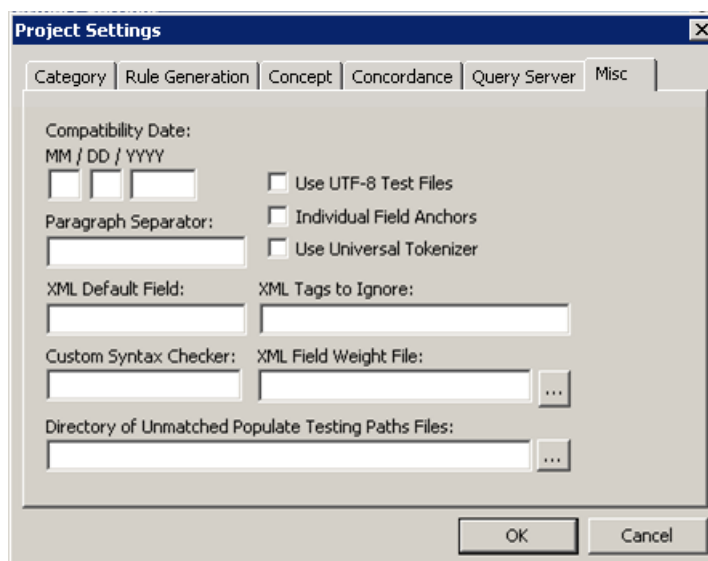 Project Settings
Category Rule Generation Concept Concordance Query Server Misc
Compatibility Date:
MM / DD / YYYY
Use UTF-8 Test Files
Individual Field Anchors
Paragraph Separator:
Use Universal Tokenizer
XML Default Field: XML Tags to Ignore:
Custom Syntax Checker: XML Field Weight File:
...
Directory of Unmatched Populate Testing Paths Files:
...
OK Cancel